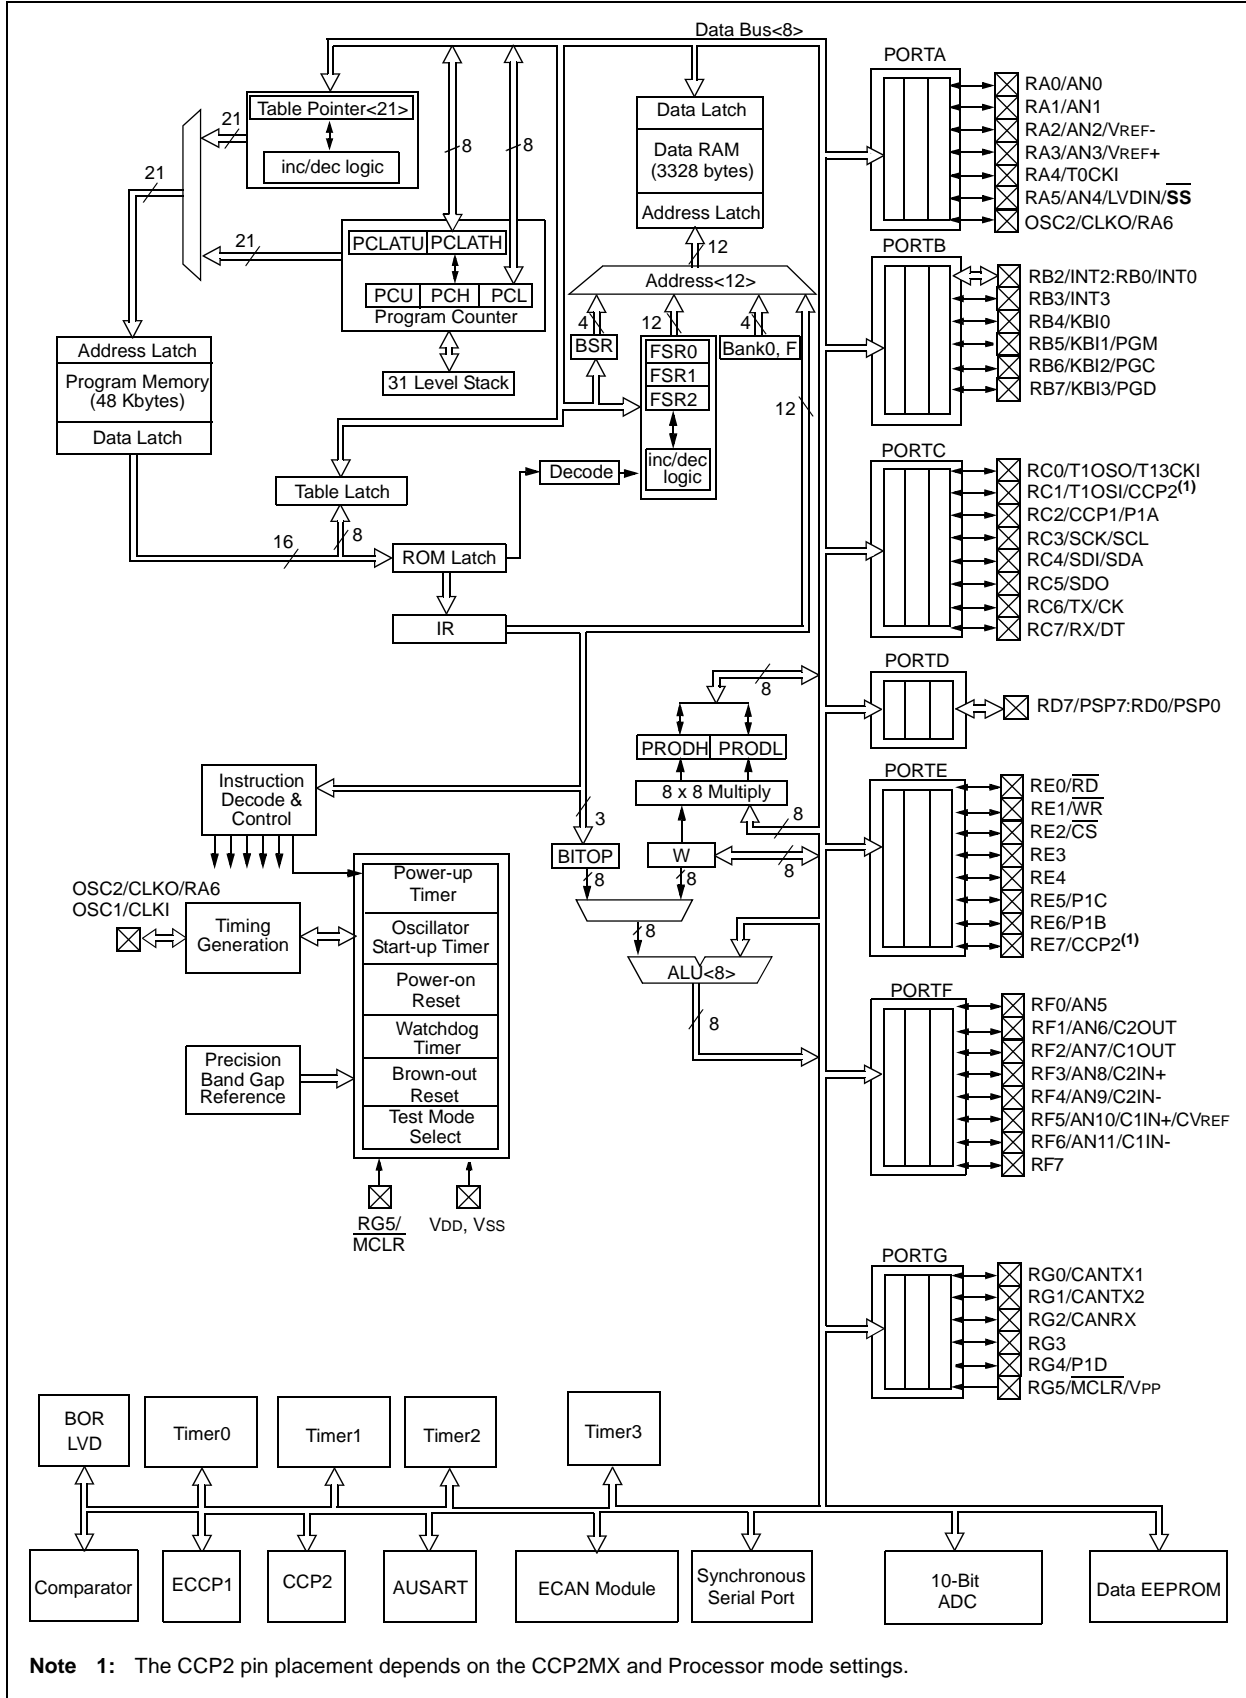 Data Bus<8>
Table Pointer<21>
inc/dec logic
21
21
21
8
8
PCLATU PCLATH
PCU PCH PCL
Program Counter
31 Level Stack
Address Latch
Program Memory
(48 Kbytes)
Data Latch
Table Latch
16
8
ROM Latch
IR
Data Latch
Data RAM
(3328 bytes)
Address Latch
12
Address<12>
4
12
4
BSR
FSR0
FSR1
FSR2
inc/dec
logic
Bank0, F
12
Decode
8
PRODH PRODL
8 x 8 Multiply
3
8
BITOP
W
8
8
8
8
ALU<8>
8
Instruction
Decode &
Control
OSC2/CLKO/RA6
OSC1/CLKI
Timing
Generation
Precision
Band Gap
Reference
Power-up
Timer
Oscillator
Start-up Timer
Power-on
Reset
Watchdog
Timer
Brown-out
Reset
Test Mode
Select
RG5/
MCLR
VDD, VSS
PORTA
RA0/AN0
RA1/AN1
RA2/AN2/VREF-
RA3/AN3/VREF+
RA4/T0CKI
RA5/AN4/LVDIN/SS
OSC2/CLKO/RA6
PORTB
RB2/INT2:RB0/INT0
RB3/INT3
RB4/KBI0
RB5/KBI1/PGM
RB6/KBI2/PGC
RB7/KBI3/PGD
PORTC
RC0/T1OSO/T13CKI
RC1/T1OSI/CCP2(1)
RC2/CCP1/P1A
RC3/SCK/SCL
RC4/SDI/SDA
RC5/SDO
RC6/TX/CK
RC7/RX/DT
PORTD
RD7/PSP7:RD0/PSP0
PORTE
RE0/RD
RE1/WR
RE2/CS
RE3
RE4
RE5/P1C
RE6/P1B
RE7/CCP2(1)
PORTF
RF0/AN5
RF1/AN6/C2OUT
RF2/AN7/C1OUT
RF3/AN8/C2IN+
RF4/AN9/C2IN-
RF5/AN10/C1IN+/CVREF
RF6/AN11/C1IN-
RF7
PORTG
RG0/CANTX1
RG1/CANTX2
RG2/CANRX
RG3
RG4/P1D
RG5/MCLR/VPP
BOR
LVD
Timer0
Timer1
Timer2
Timer3
Comparator
ECCP1
CCP2
AUSART
ECAN Module
Synchronous
Serial Port
10-Bit
ADC
Data EEPROM
Note 1: The CCP2 pin placement depends on the CCP2MX and Processor mode settings.